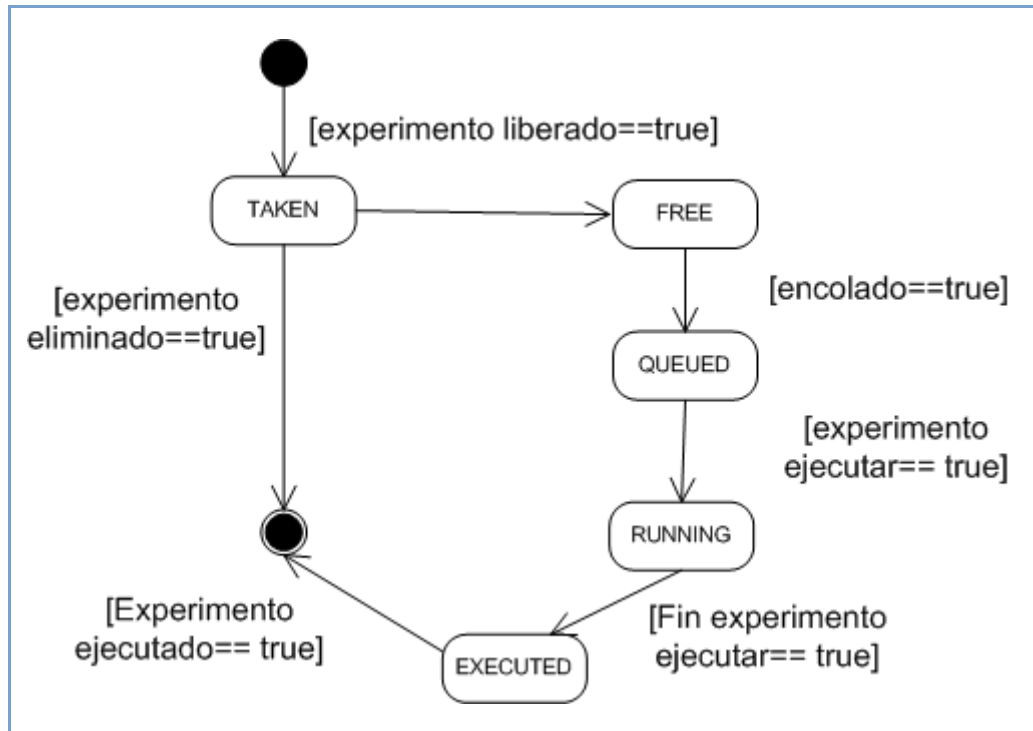 [experimento liberado==true]
TAKEN
FREE
[experimento
eliminado==true]
[encolado==true]
QUEUED
[experimento
ejecutar== true]
RUNNING
[Experimento
ejecutado== true]
[Fin experimento
ejecutar== true]
EXECUTED